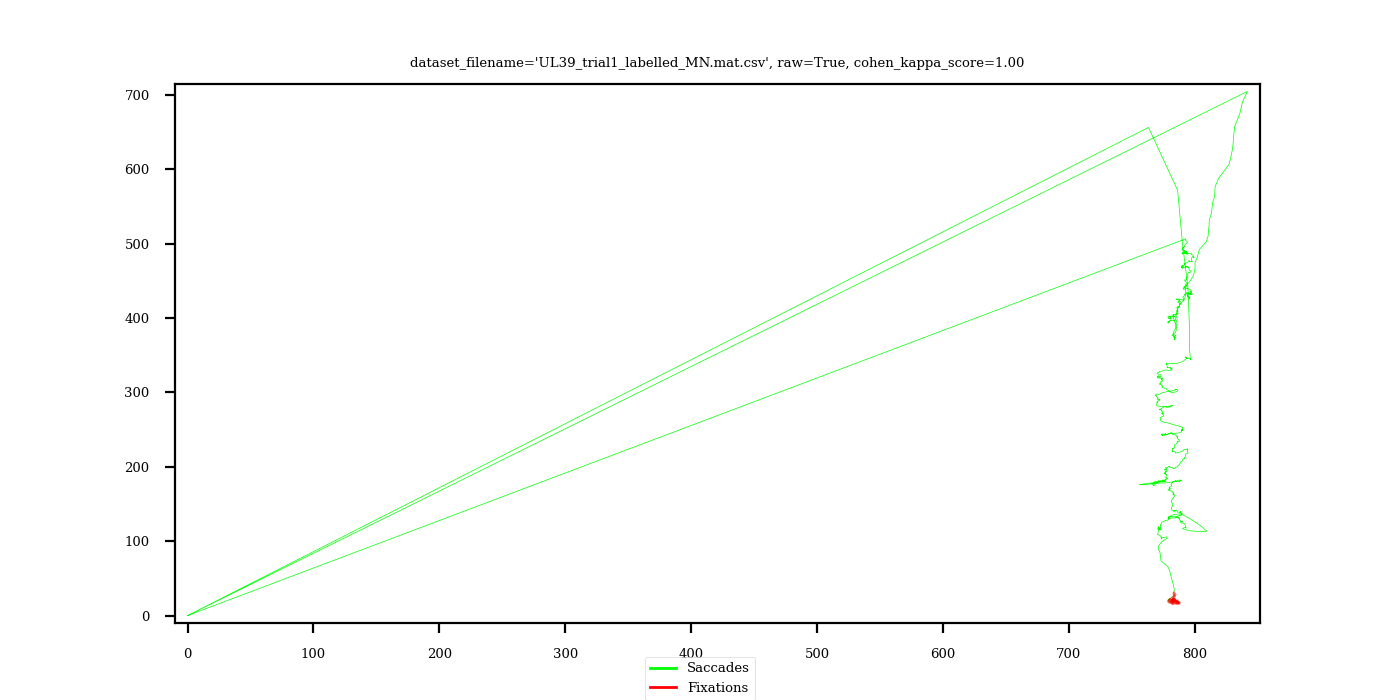 dataset_filename='UL39_trial1_labelled_MN.mat.csv', raw=True, cohen_kappa_score=1.00
700
600
500
400
300
200
100
0
0 100 200 300 400 500 600 700 800
Saccades
Fixations